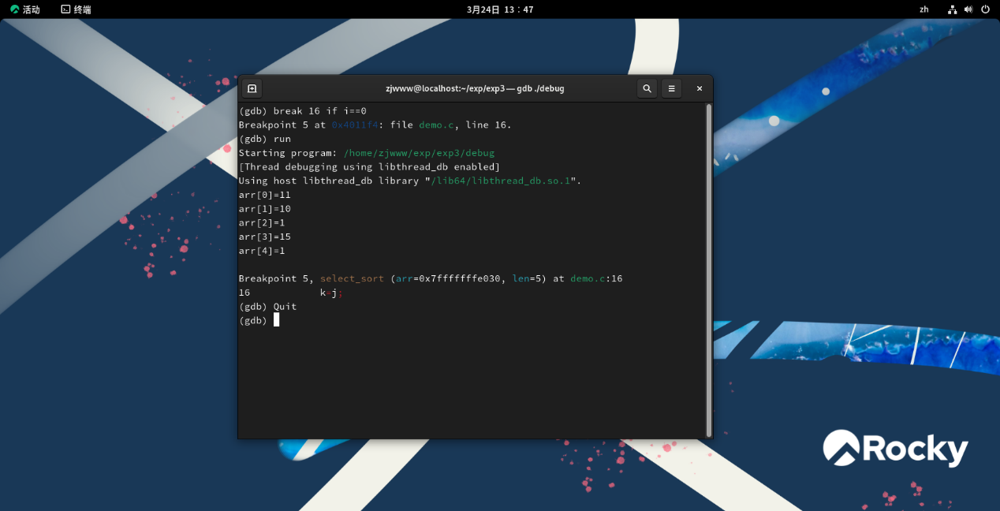 活动 终端 3月24日 13：47 zh
zjwww@localhost:~/exp/exp3 — gdb ./debug
(gdb) break 16 if i==0
Breakpoint 5 at 0x4011f4: file demo.c, line 16.
(gdb) run
Starting program: /home/zjwww/exp/exp3/debug
[Thread debugging using libthread_db enabled]
Using host libthread_db library "/lib64/libthread_db.so.1".
arr[0]=11
arr[1]=10
arr[2]=1
arr[3]=15
arr[4]=1
Breakpoint 5, select_sort (arr=0x7fffffffe030, len=5) at demo.c:16
16 k=j;
(gdb) Quit
(gdb)
Rocky